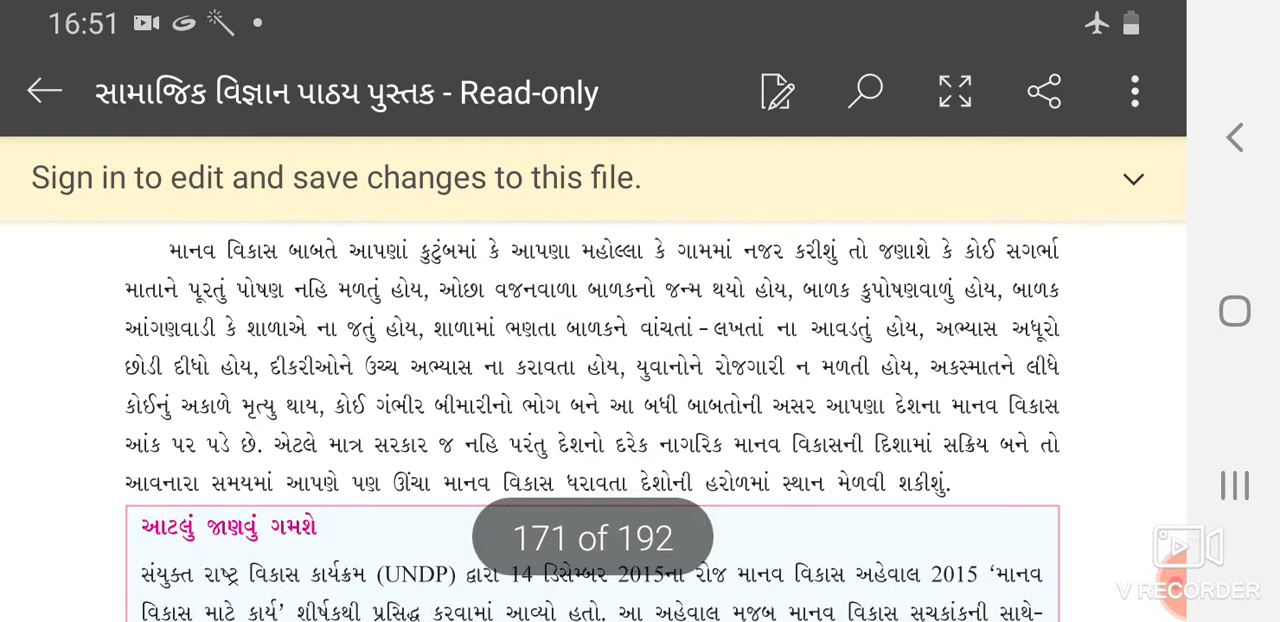 16:51
સામાજિક વિજ્ઞાન પાઠય પુસ્તક - Read-only
Sign in to edit and save changes to this file.
માનવ વિકાસ બાબતે આપણાં કુટુંબમાં કે આપણા મહોલ્લા કે ગામમાં નજર કરીશું તો જણાશે કે કોઈ સગર્ભા
માતાને પૂરતું પોષણ નહિ મળતું હોય, ઓછા વજનવાળા બાળકનો જન્મ થયો હોય, બાળક કુપોષણવાળું હોય, બાળક
આંગણવાડી કે શાળાએ ના જતું હોય, શાળામાં ભણતા બાળકને વાંચતાં-લખતાં ના આવડતું હોય, અભ્યાસ અધૂરો
છોડી દીધો હોય, દીકરીઓને ઉચ્ચ અભ્યાસ ના કરાવતા હોય, યુવાનોને રોજગારી ન મળતી હોય, અકસ્માતને લીધે
કોઈનું અકાળે મૃત્યુ થાય, કોઈ ગંભીર બીમારીનો ભોગ બને આ બધી બાબતોની અસર આપણા દેશના માનવ વિકાસ
આંક પર પડે છે. એટલે માત્ર સરકાર જ નહિ પરંતુ દેશનો દરેક નાગરિક માનવ વિકાસની દિશામાં સક્રિય બને તો
આવનારા સમયમાં આપણે પણ ઊંચા માનવ વિકાસ ધરાવતા દેશોની હરોળમાં સ્થાન મેળવી શકીશું.
આટલું જાણવું ગમશે
171 of 192
સંયુક્ત રાષ્ટ્ર વિકાસ કાર્યક્રમ (UNDP) દ્વારા 14 ડિસેમ્બર 2015ના રોજ માનવ વિકાસ અહેવાલ 2015 ‘માનવ
વિકાસ માટે કાર્ય’ શીર્ષકથી પ્રસિદ્ધ કરવામાં આવ્યો હતો. આ અહેવાલ મુજબ માનવ વિકાસ સૂચકાંકની સાથે-
V RECORDER